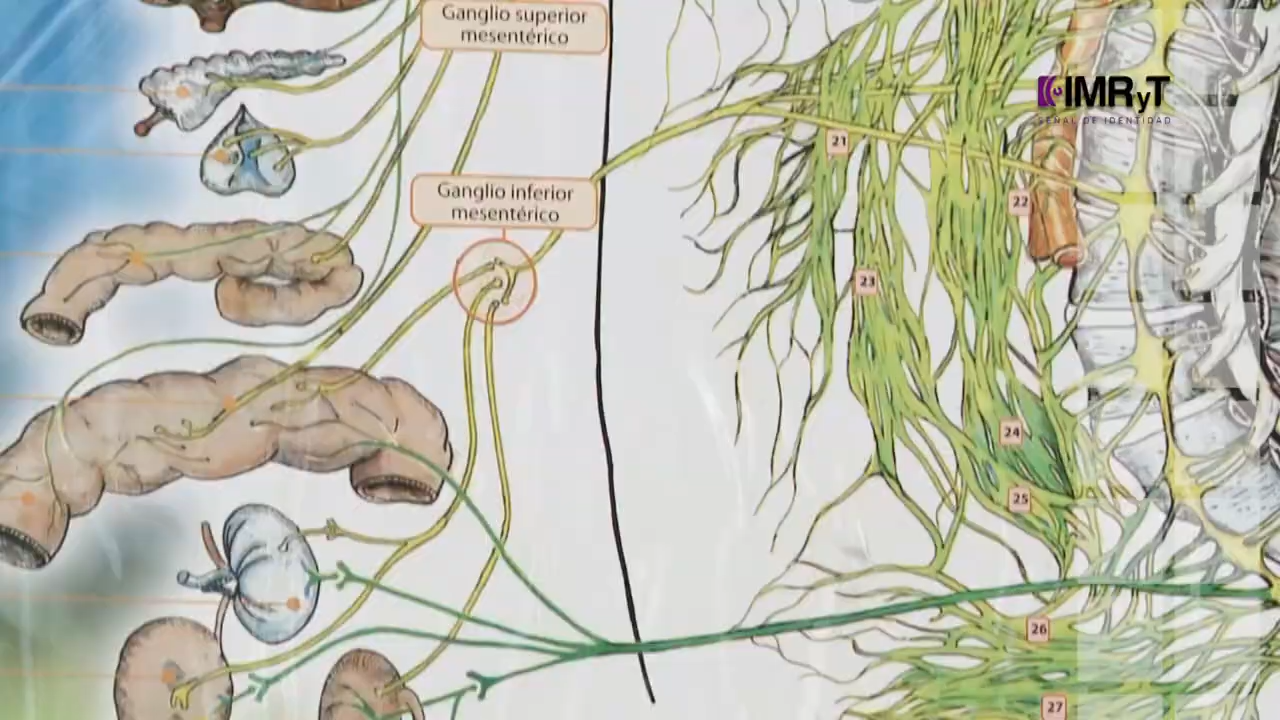 Ganglio superior
mesentérico
IMRyT
SEÑAL DE IDENTIDAD
21
Ganglio inferior
mesentérico
22
23
24
25
26
27